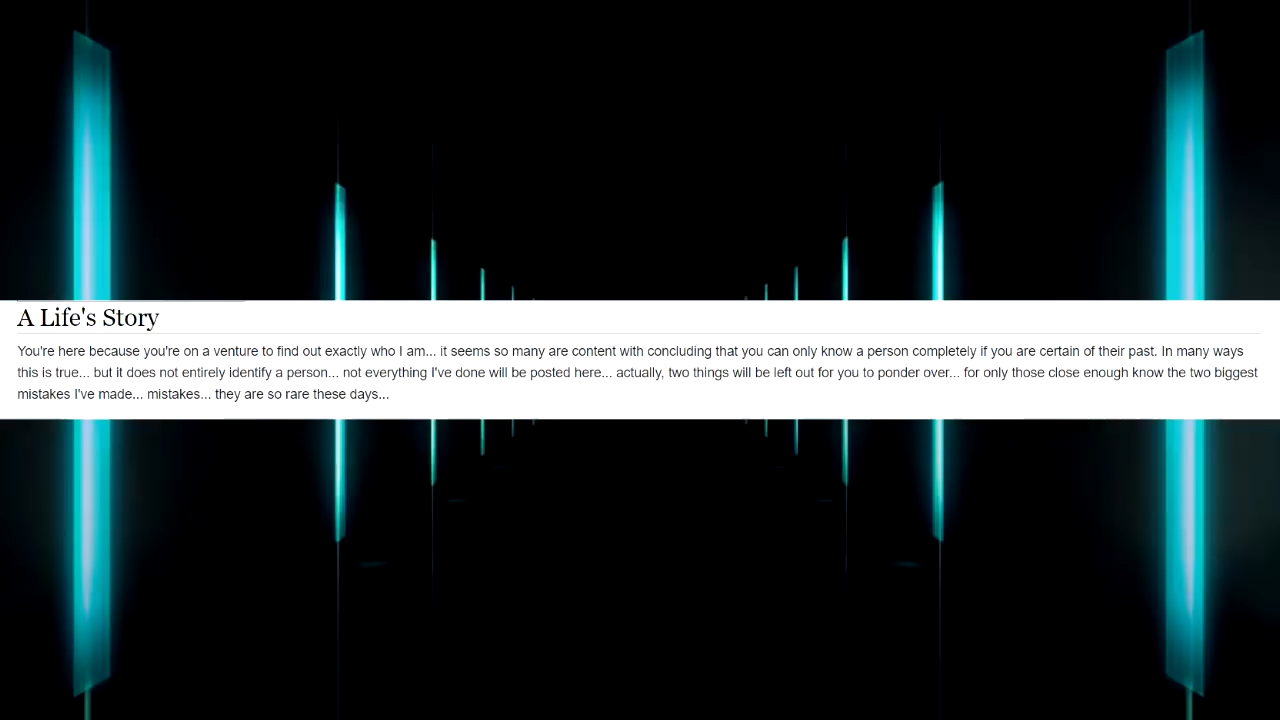 A Life's Story
You're here because you're on a venture to find out exactly who I am... it seems so many are content with concluding that you can only know a person completely if you are certain of their past. In many ways
this is true... but it does not entirely identify a person... not everything I've done will be posted here... actually, two things will be left out for you to ponder over... for only those close enough know the two biggest
mistakes I've made... mistakes... they are so rare these days...